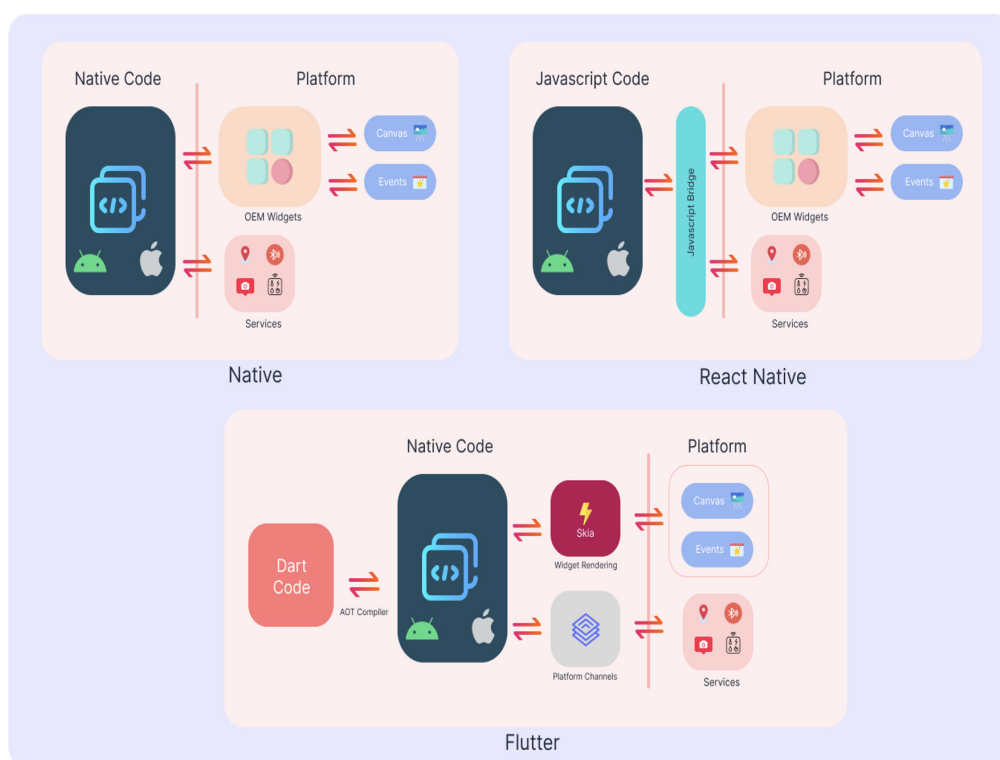 Native Code
Platform
</>
Canvas
Events
OEM Widgets
Services
Native
Javascript Code
Platform
</>
Javascript Bridge
Canvas
Events
OEM Widgets
Services
React Native
Native Code
Platform
Dart
Code
AOT Compiler
</>
Skia
Widget Rendering
Platform Channels
Canvas
Events
Services
Flutter